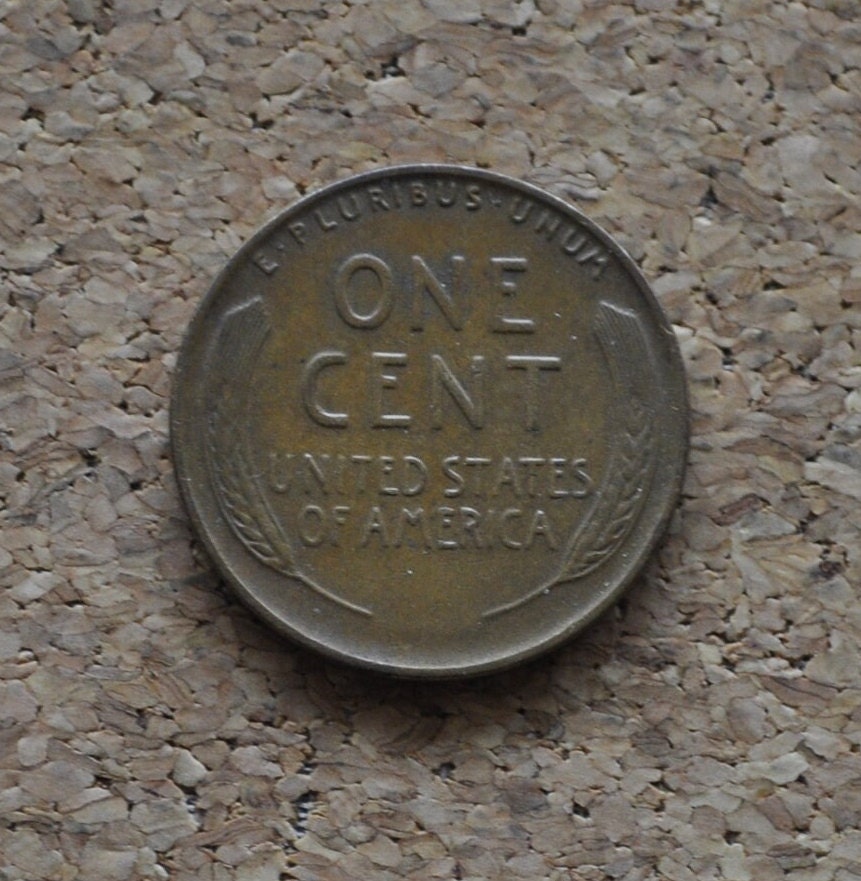 E·PLURIBUS·UNUM
ONE
CENT
UNITED STATES
OF AMERICA